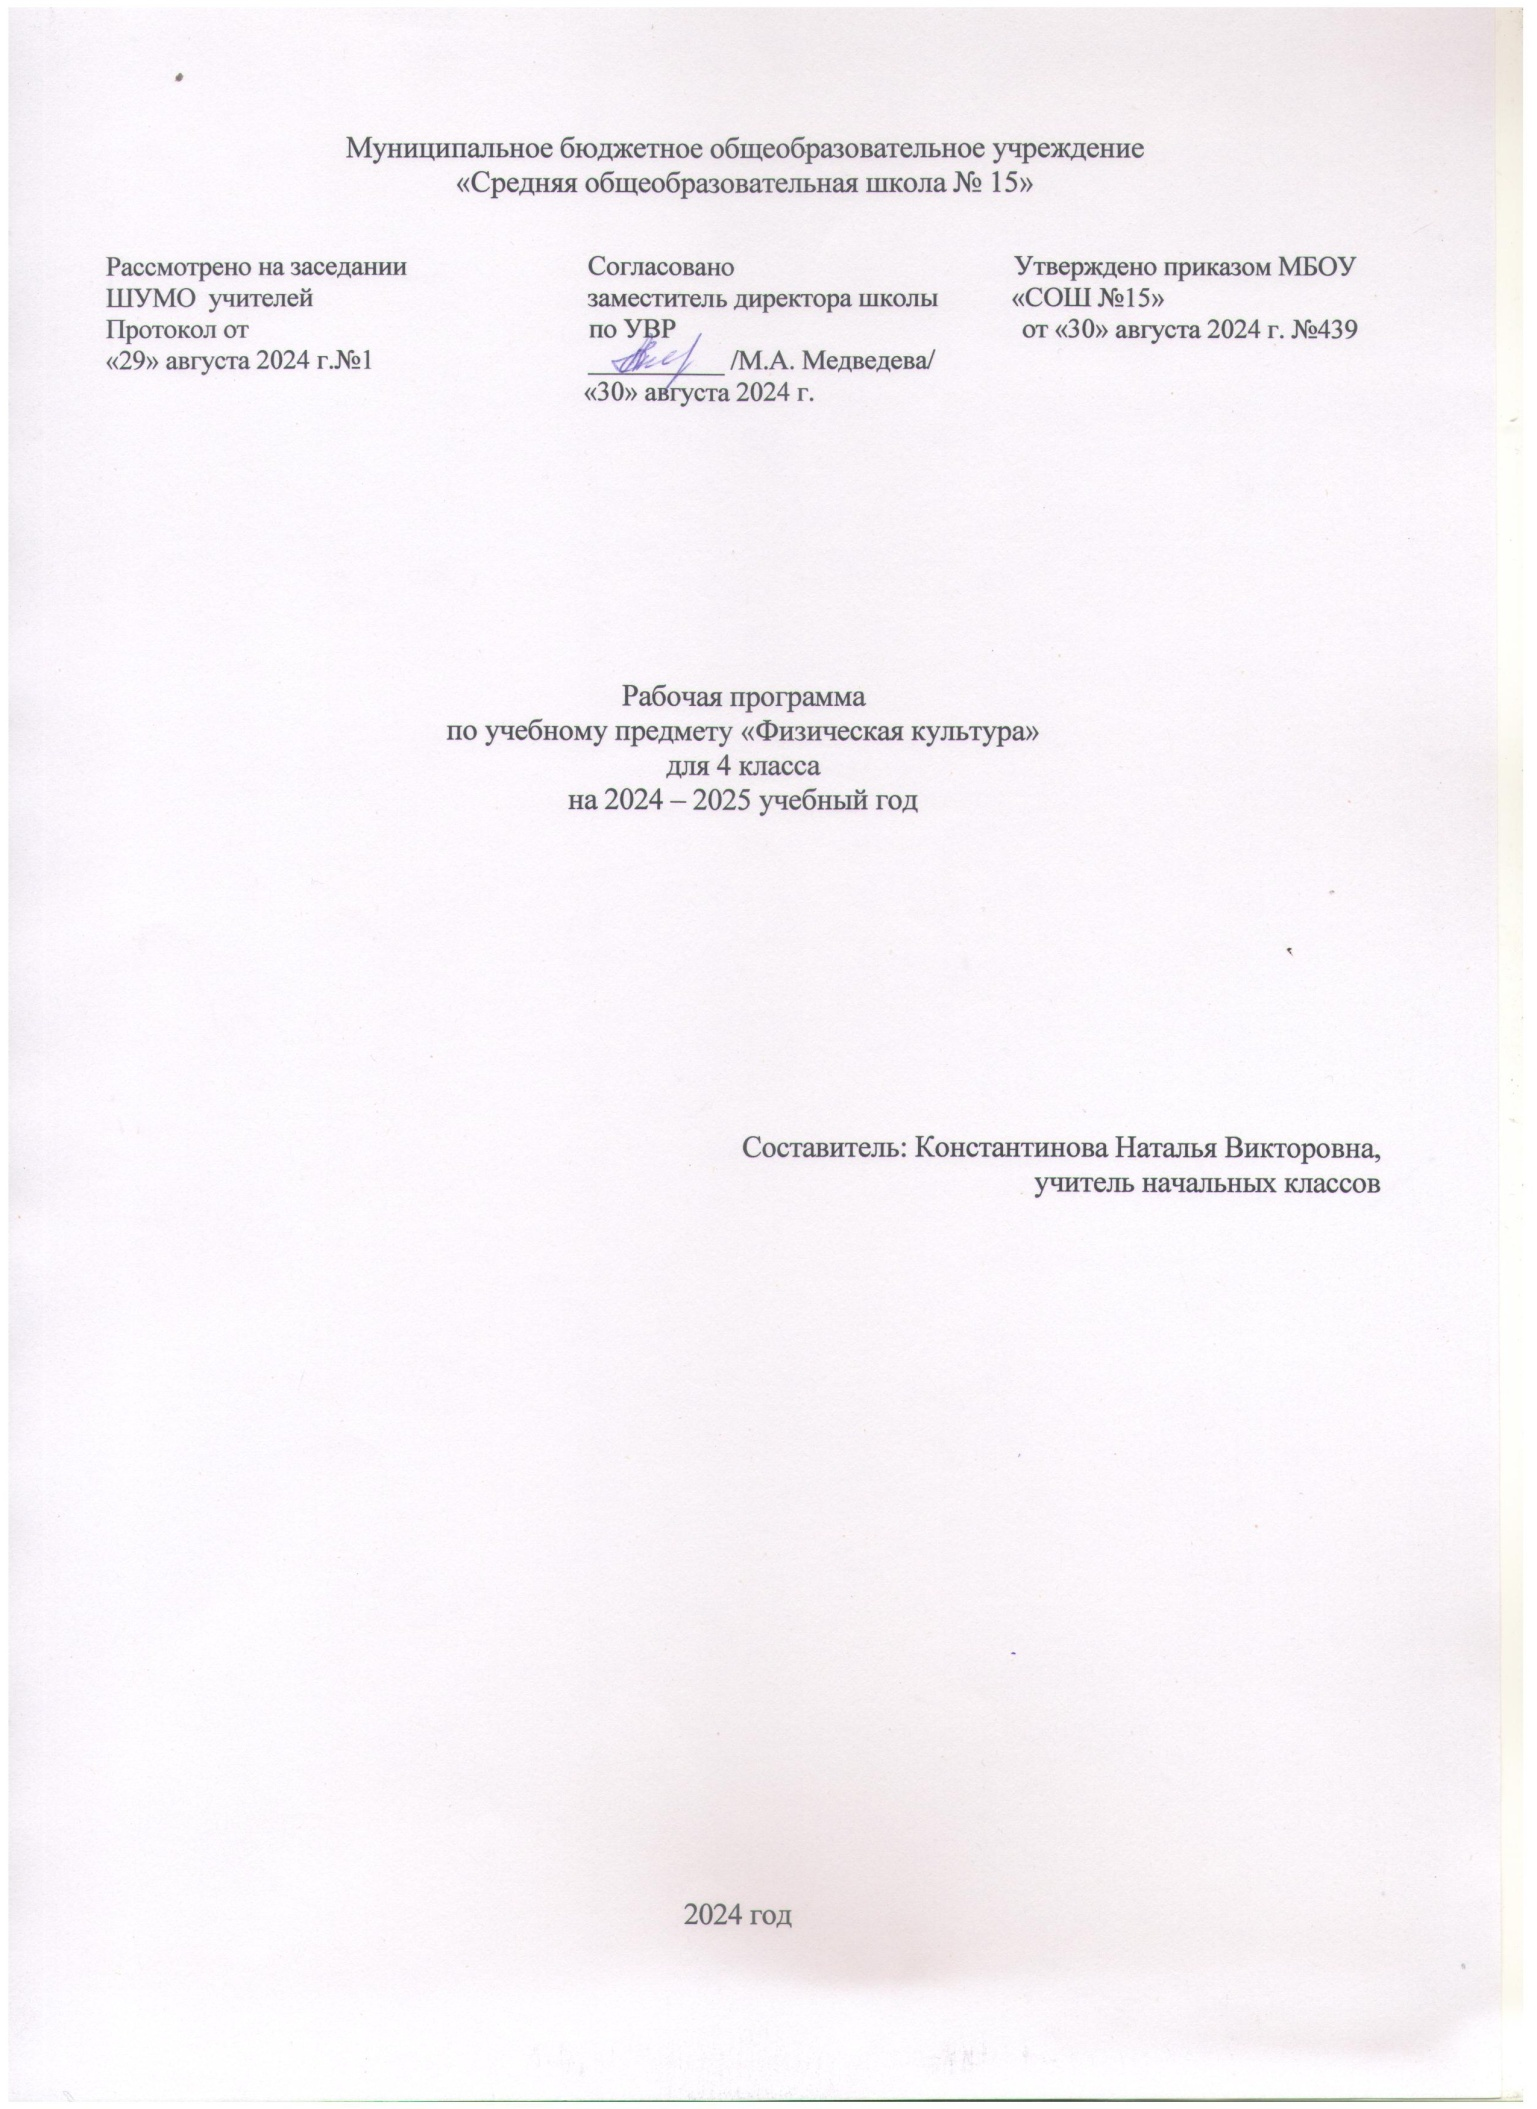 Муниципальное бюджетное общеобразовательное учреждение
«Средняя общеобразовательная школа № 15»
Рассмотрено на заседании
ШУМО учителей
Протокол от
«29» августа 2024 г.№1
Согласовано
заместитель директора школы
по УВР
____________ /М.А. Медведева/
«30» августа 2024 г.
Утверждено приказом МБОУ
«СОШ №15»
от «30» августа 2024 г. №439
Рабочая программа
по учебному предмету «Физическая культура»
для 4 класса
на 2024 – 2025 учебный год
Составитель: Константинова Наталья Викторовна,
учитель начальных классов
2024 год